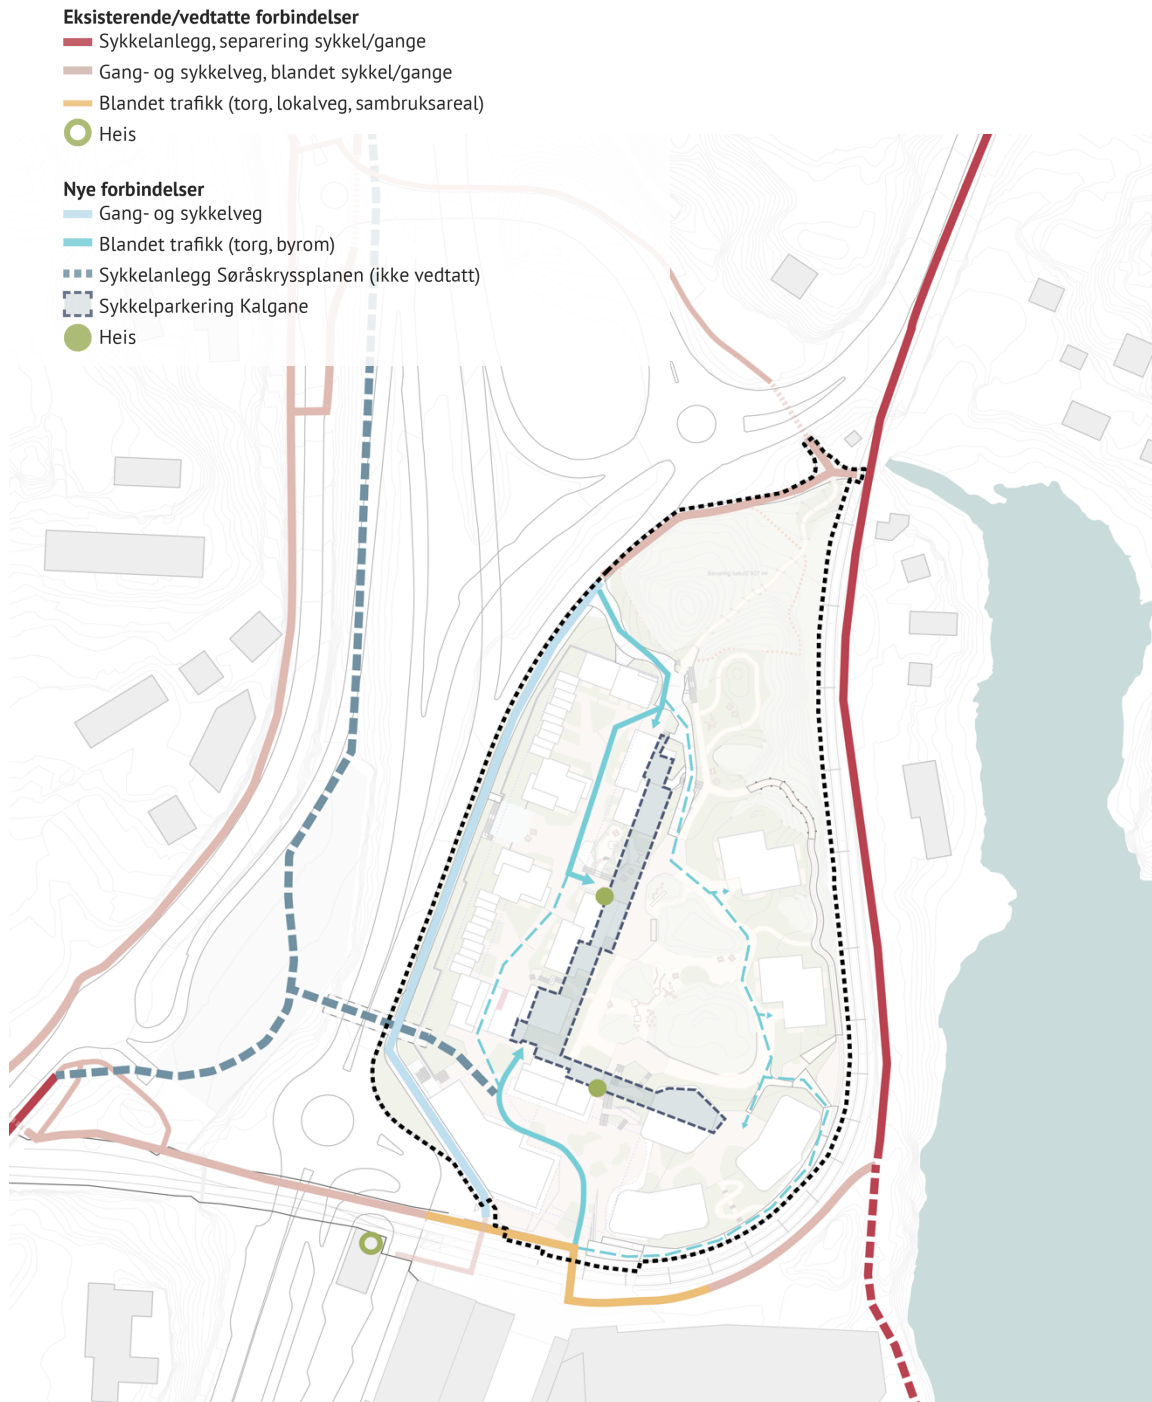 Eksisterende/vedtatte forbindelser
Sykkelanlegg, separering sykkel/gange
Gang- og sykkelveg, blandet sykkel/gange
Blandet trafikk (torg, lokalveg, sambruksareal)
Heis
Nye forbindelser
Gang- og sykkelveg
Blandet trafikk (torg, byrom)
Sykkelanlegg Søråskryssplanen (ikke vedtatt)
Sykkelparkering Kalgane
Heis